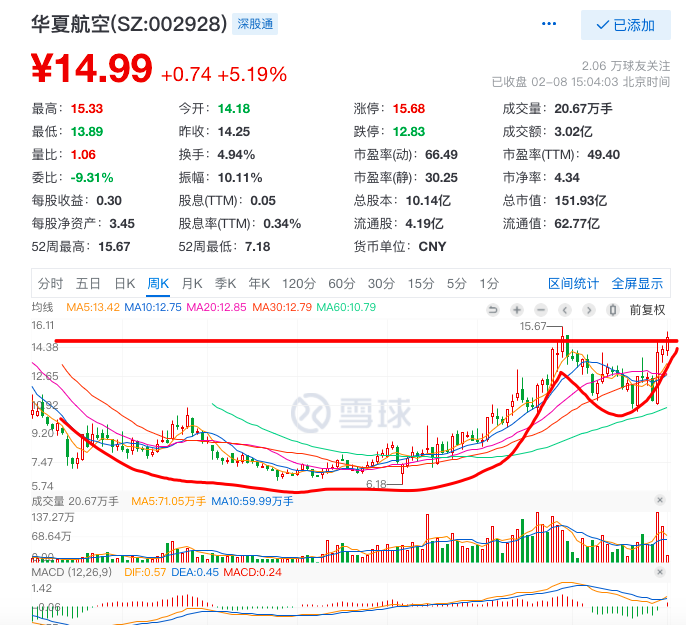 华夏航空(SZ:002928) 深股通 ··· ✓已添加
¥14.99 +0.74 +5.19%
2.06 万球友关注
已收盘 02-08 15:04:03 北京时间
最高：15.33 今开：14.18 涨停：15.68 成交量：20.67万手
最低：13.89 昨收：14.25 跌停：12.83 成交额：3.02亿
量比：1.06 换手：4.94% 市盈率(动)：66.49 市盈率(TTM)：49.40
委比：-9.31% 振幅：10.11% 市盈率(静)：30.25 市净率：4.34
每股收益：0.30 股息(TTM)：0.05 总股本：10.14亿 总市值：151.93亿
每股净资产：3.45 股息率(TTM)：0.34% 流通股：4.19亿 流通值：62.77亿
52周最高：15.67 52周最低：7.18 货币单位：CNY
分时 五日 日K 周K 月K 季K 年K 120分 60分 30分 15分 5分 1分 区间统计 全屏显示
均线 MA5:13.42 MA10:12.75 MA20:12.85 MA30:12.79 MA60:10.79 前复权
16.11
15.67
14.38
12.65
10.92
雪球
9.20
7.47
6.18
5.74
成交量 20.67万手 MA5:71.05万手 MA10:59.99万手
137.27万
68.64万
0.00
MACD (12,26,9) DIF:0.57 DEA:0.45 MACD:0.24
1.42
-0.06